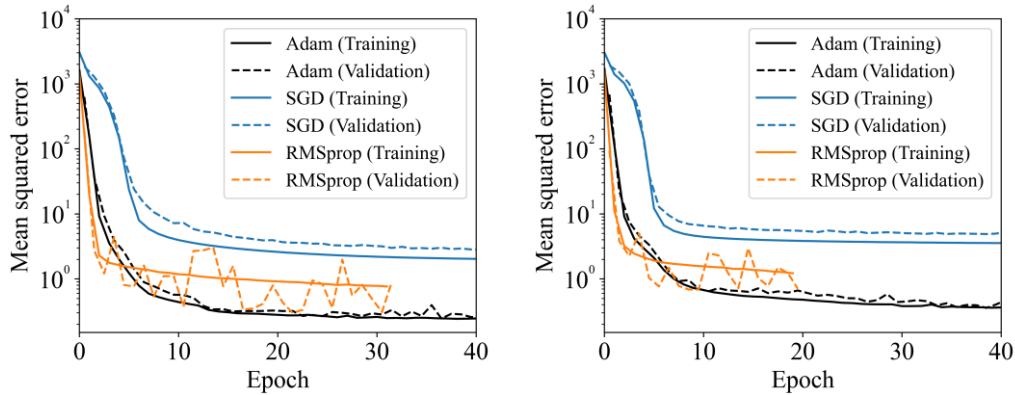 10^4
10^3
10^2
10^1
10^0
Mean squared error
Adam (Training)
Adam (Validation)
SGD (Training)
SGD (Validation)
RMSprop (Training)
RMSprop (Validation)
0 10 20 30 40
Epoch
10^4
10^3
10^2
10^1
10^0
Mean squared error
Adam (Training)
Adam (Validation)
SGD (Training)
SGD (Validation)
RMSprop (Training)
RMSprop (Validation)
0 10 20 30 40
Epoch